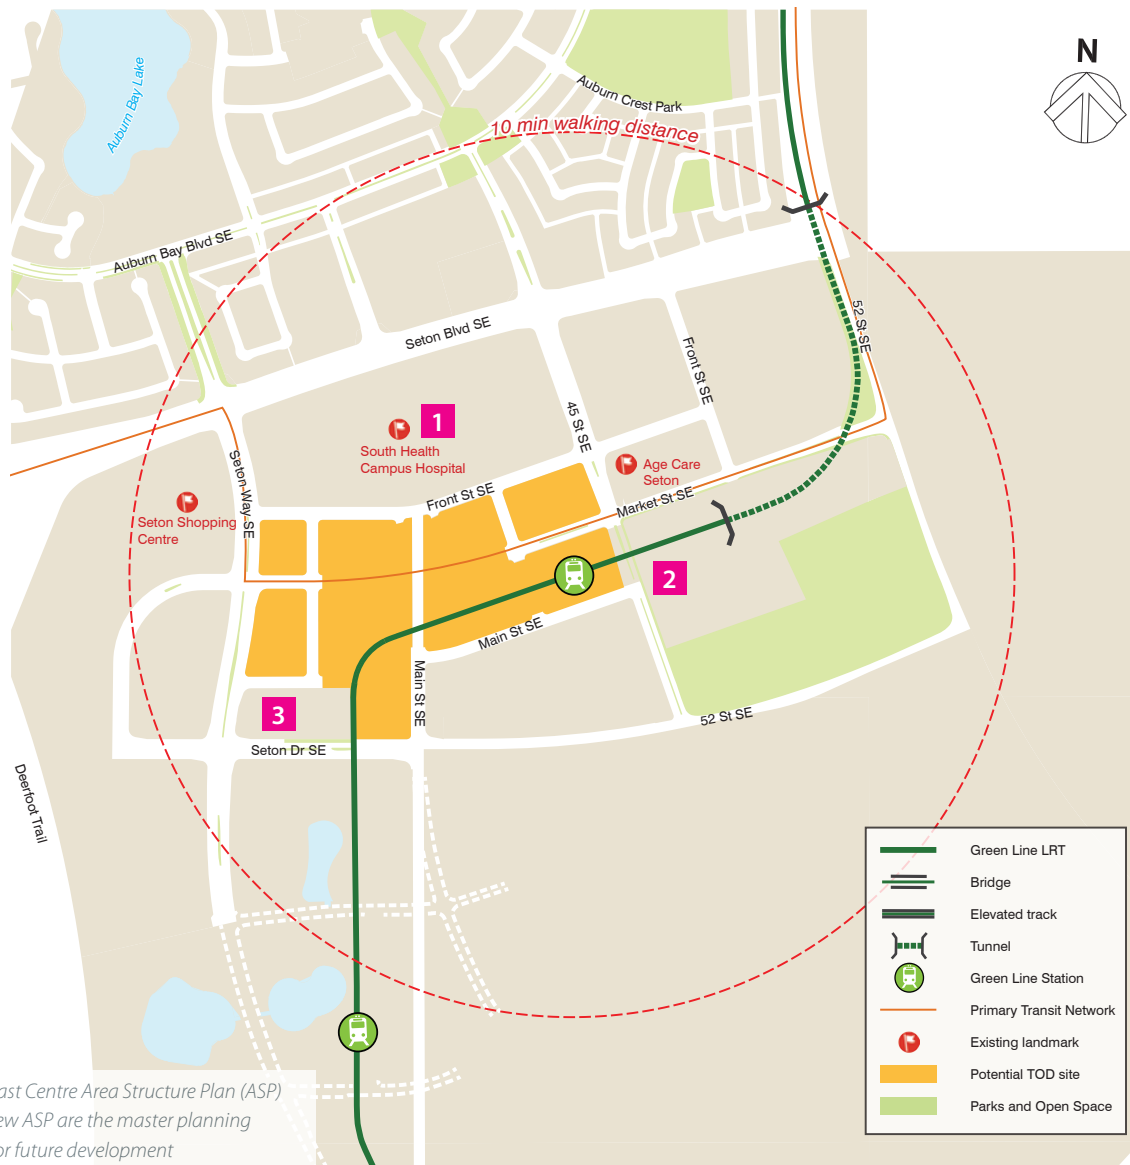 N
Auburn Bay Lake
Auburn Crest Park
10 min walking distance
Auburn Bay Blvd SE
Seton Blvd SE
52 St SE
Front St SE
45 St SE
1
South Health
Campus Hospital
Age Care
Seton
Seton Way SE
Front St SE
Market St SE
Seton Shopping
Centre
2
Main St SE
Main St SE
3
52 St SE
Seton Dr SE
Deerfoot Trail
Green Line LRT
Bridge
Elevated track
Tunnel
Green Line Station
Primary Transit Network
Existing landmark
Potential TOD site
Parks and Open Space
Centre Area Structure Plan (ASP)
ASP are the master planning
future development